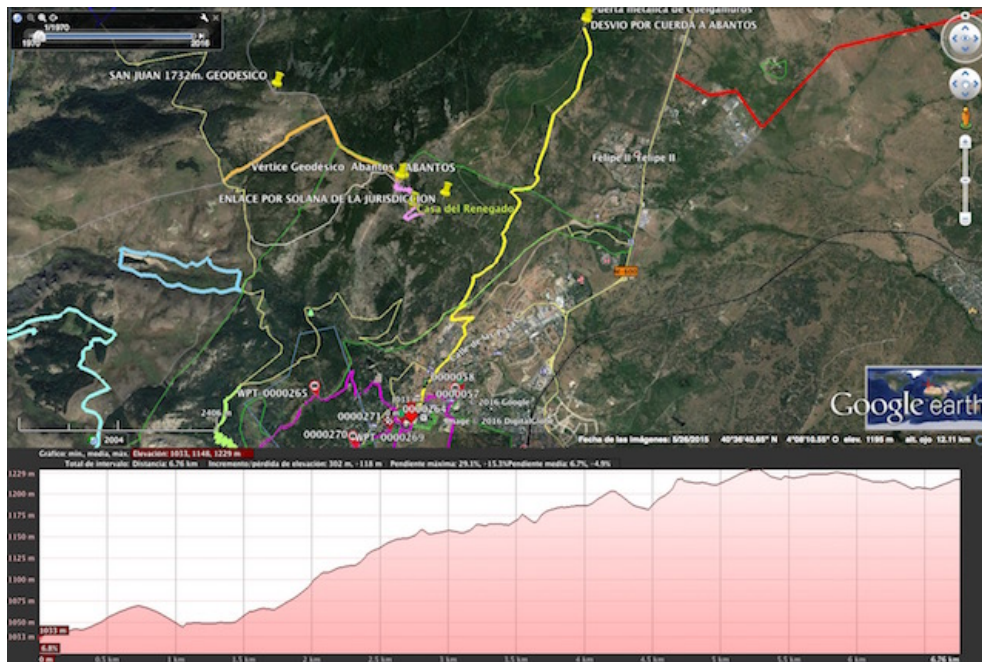 1/1970
1970
2016
Puerta metálica de Cuelgamuros
DESVIO POR CUERDA A ABANTOS
SAN JUAN 1732m. GEODESICO
Felipe II Felipe II
Vértice Geodésico Abantos ABANTOS
ENLACE POR SOLANA DE LA JURISDICCION
Casa del Renegado
M-600
0000058
WPT-0000265
0000057
0000271
0000264
2406 m
0000270
WPT-0000269
2004
© 2016 Google
Image © 2016 DigitalGlobe
Google earth
Fecha de las imágenes: 5/26/2015 40°36'40.65" N 4°08'10.55" O elev. 1195 m alt. ojo 12.11 km
Gráfico: mín, media, máx. Elevación: 1033, 1148, 1229 m
Total de intervalo: Distancia: 6.76 km Incremento/pérdida de elevación: 302 m, -118 m Pendiente máxima: 29.1%, -15.3% Pendiente media: 6.7%, -4.9%
1229 m
1200 m
1175 m
1150 m
1125 m
1100 m
1075 m
1050 m
1033 m
1033 m
6.8%
0 m 0.5 km 1 km 1.5 km 2 km 2.5 km 3 km 3.5 km 4 km 4.5 km 5 km 5.5 km 6 km 6.76 km